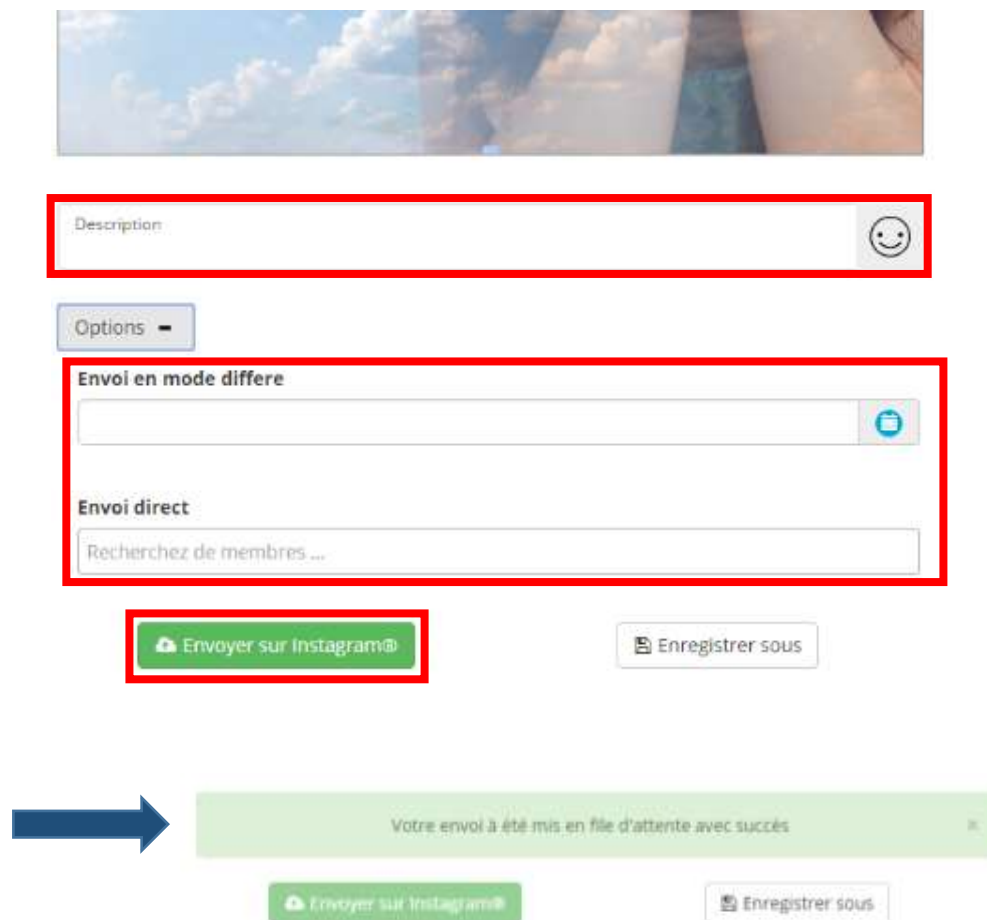 Description
Options
Envoi en mode differe
Envoi direct
Recherchez de membres ...
Envoyer sur Instagram®
Enregistrer sous
Votre envoi à été mis en file d'attente avec succès
Envoyer sur Instagram®
Enregistrer sous